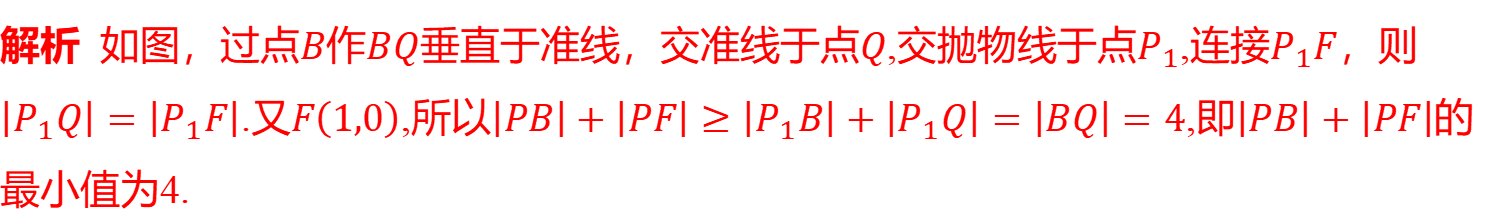 解析 如图，过点B作BQ垂直于准线，交准线于点Q,交抛物线于点P₁,连接P₁F，则
|P₁Q| = |P₁F|.又F(1,0),所以|PB| + |PF| ≥ |P₁B| + |P₁Q| = |BQ| = 4,即|PB| + |PF|的
最小值为4.